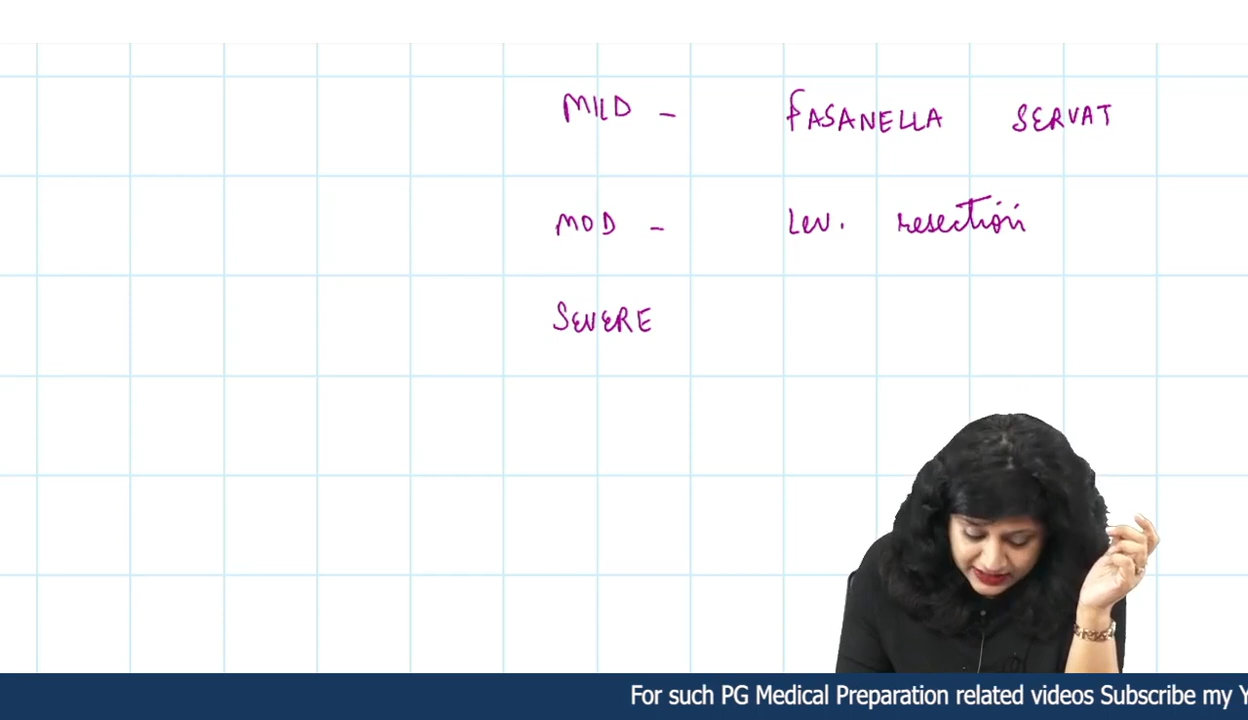 MILD - FASANELLA SERVAT
MOD - Lev. resection
SEVERE
For such PG Medical Preparation related videos Subscribe my Y